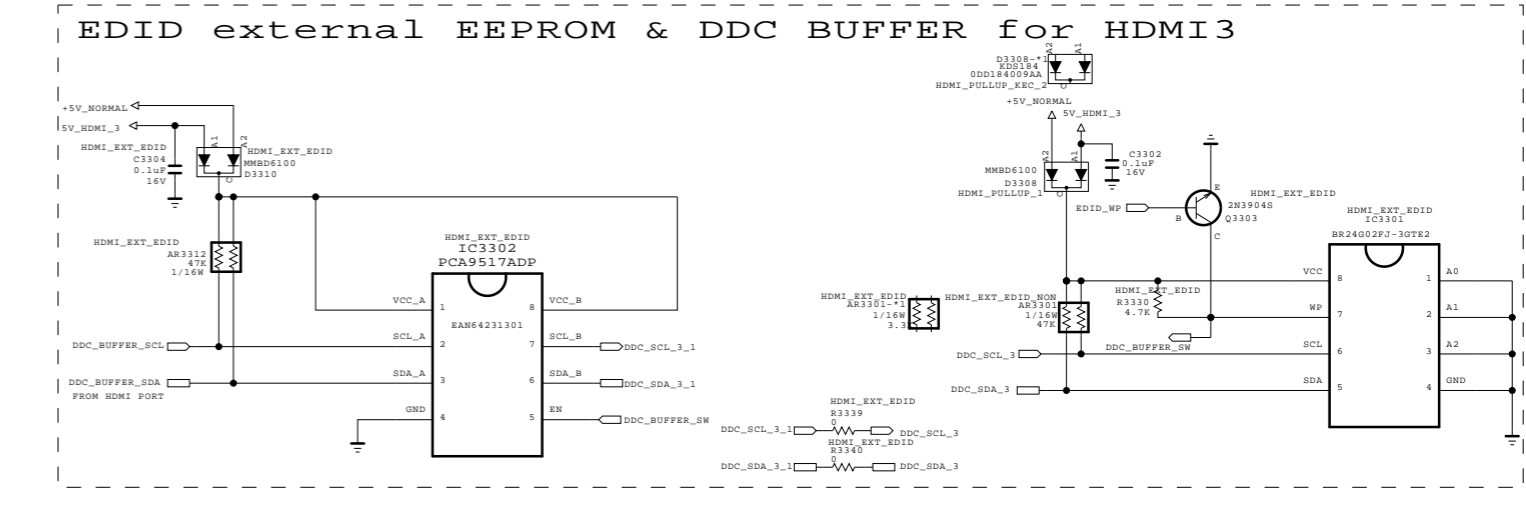 EDID external EEPROM & DDC BUFFER for HDMI3
+5V_NORMAL
5V_HDMI_3
HDMI_EXT_EDID
C3304
0.1uF
16V
A1
A2
C
HDMI_EXT_EDID
MMBD6100
D3310
HDMI_EXT_EDID
AR3312
47K
1/16W
HDMI_EXT_EDID
IC3302
PCA9517ADP
EAN64231301
VCC_A
1
8
VCC_B
SCL_A
2
7
SCL_B
SDA_A
3
6
SDA_B
GND
4
5
EN
DDC_BUFFER_SCL
DDC_BUFFER_SDA
FROM HDMI PORT
DDC_SCL_3_1
DDC_SDA_3_1
DDC_BUFFER_SW
D3308-*1
KDS184
0DD184009AA
HDMI_PULLUP_KEC_2
A2
A1
C
+5V_NORMAL
5V_HDMI_3
A2
A1
C
MMBD6100
D3308
HDMI_PULLUP_1
C3302
0.1uF
16V
EDID_WP
B
E
C
HDMI_EXT_EDID
2N3904S
Q3303
HDMI_EXT_EDID
IC3301
BR24G02FJ-3GTE2
VCC
8
1
A0
WP
7
2
A1
SCL
6
3
A2
SDA
5
4
GND
HDMI_EXT_EDID
AR3301-*1
1/16W
3.3
HDMI_EXT_EDID_NON
AR3301
1/16W
47K
HDMI_EXT_EDID
R3330
4.7K
DDC_BUFFER_SW
DDC_SCL_3
DDC_SDA_3
HDMI_EXT_EDID
R3339
0
DDC_SCL_3_1
DDC_SCL_3
HDMI_EXT_EDID
R3340
0
DDC_SDA_3_1
DDC_SDA_3